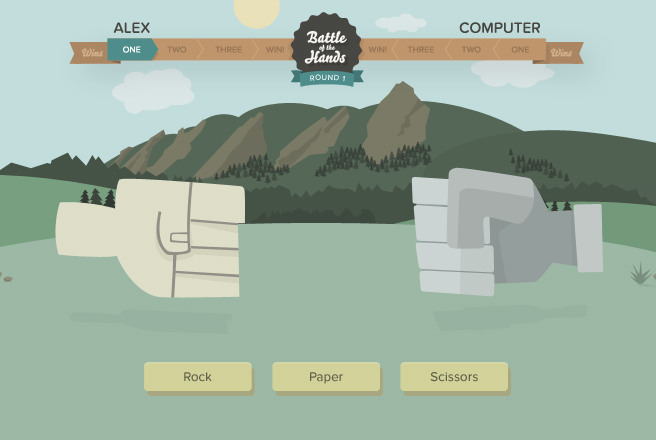 ALEX
COMPUTER
Wins ONE TWO THREE WIN!
Battle
of the
Hands
WIN! THREE TWO ONE Wins
ROUND 1
Rock
Paper
Scissors